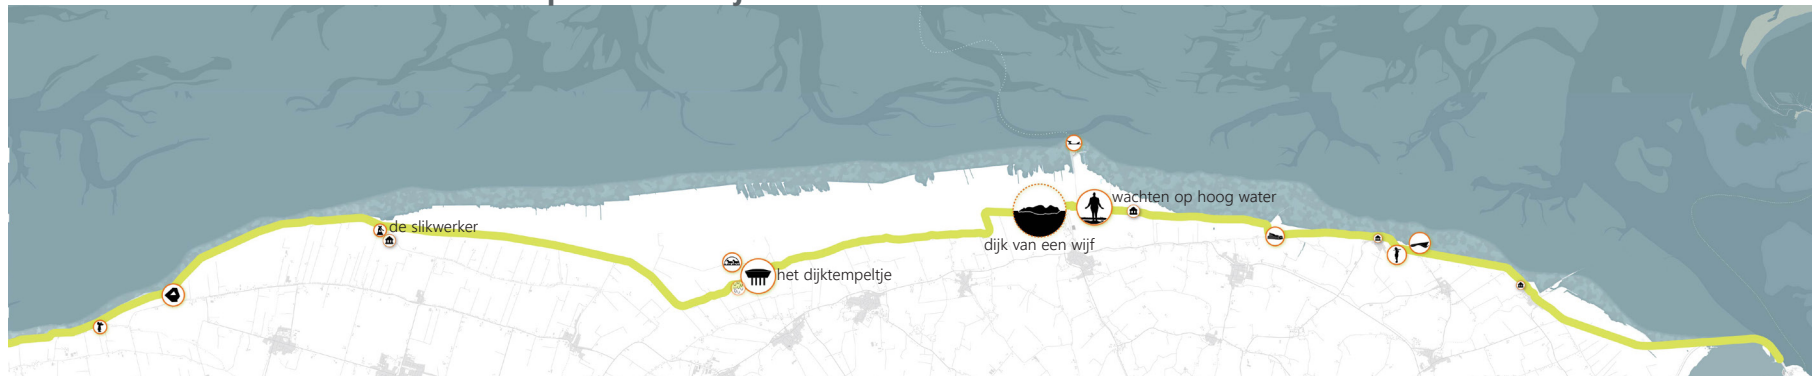 wachten op hoog water
de slikwerker
dijk van een wijf
het dijktempeltje